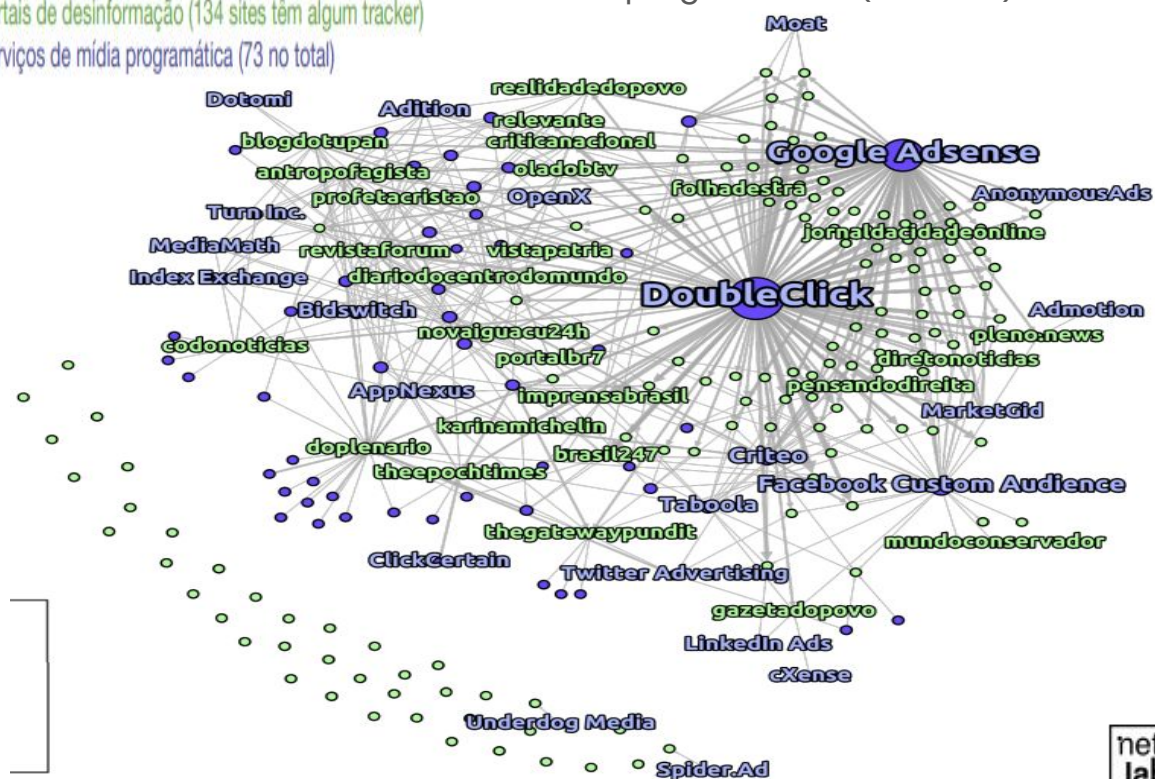 rtais de desinformação (134 sites têm algum tracker)
rviços de mídia programática (73 no total)
Moat
realidadedopovo
Dotomi
Adition
relevante
blogdotupan
criticanacional
Google Adsense
antropofagista
oladobtv
profetacristao
OpenX
folhadestra
AnonymousAds
Turn Inc.
jornaldacidadeonline
MediaMath
revistaforum
vistapatria
Index Exchange
diariodocentrodomundo
DoubleClick
Bidswitch
Admotion
novaiguacu24h
pleno.news
codonoticias
portalbr7
diretonoticias
AppNexus
imprensabrasil
pensandodireita
MarketGid
karinamichelin
doplenario
brasil247
Criteo
theepochtimes
Facebook Custom Audience
Taboola
thegatewaypundit
mundoconservador
ClickCertain
Twitter Advertising
gazetadopovo
LinkedIn Ads
cXense
Underdog Media
Spider.Ad
net
lab